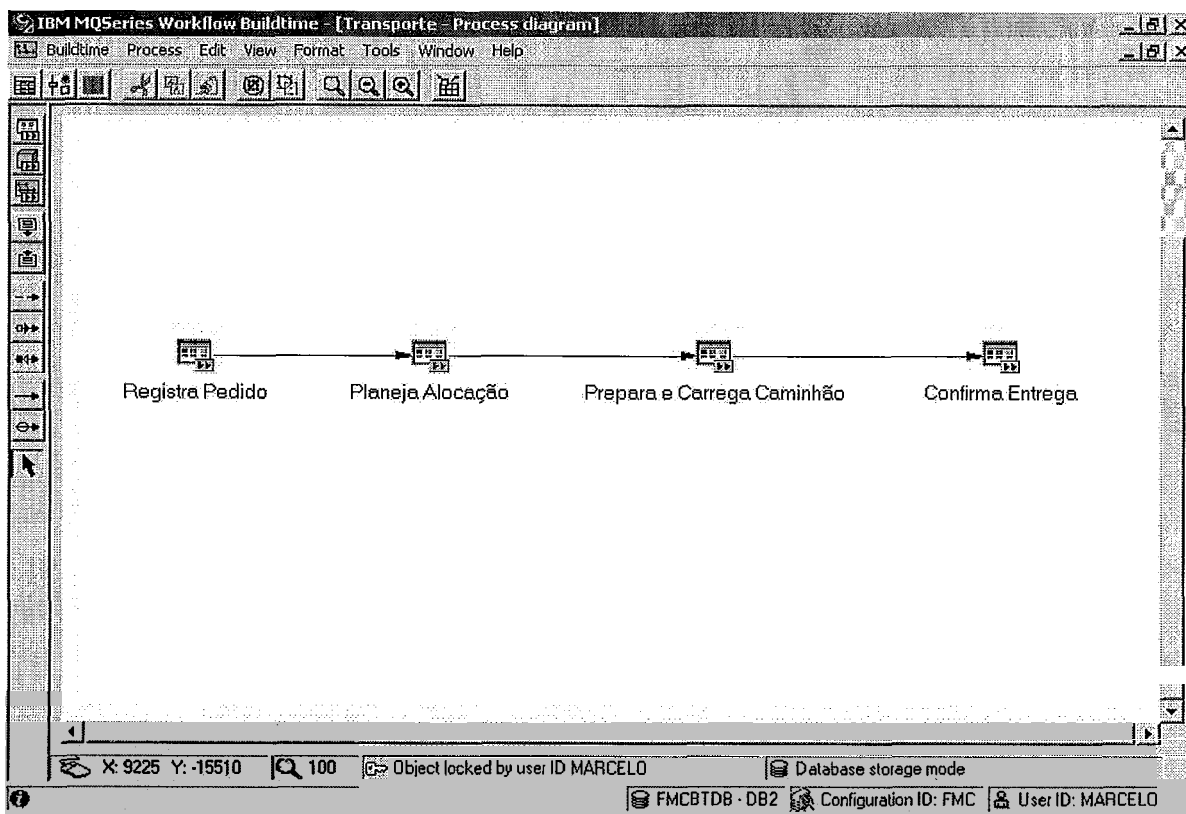 IBM MQSeries Workflow Buildtime - [Transporte - Process diagram]
Buildtime Process Edit View Format Tools Window Help
Registra Pedido Planeja Alocação Prepara e Carrega Caminhão Confirma Entrega
X: 9225 Y: -15510 100 Object locked by user ID MARCELO Database storage mode
FMCBTDB - DB2 Configuration ID: FMC User ID: MARCELO